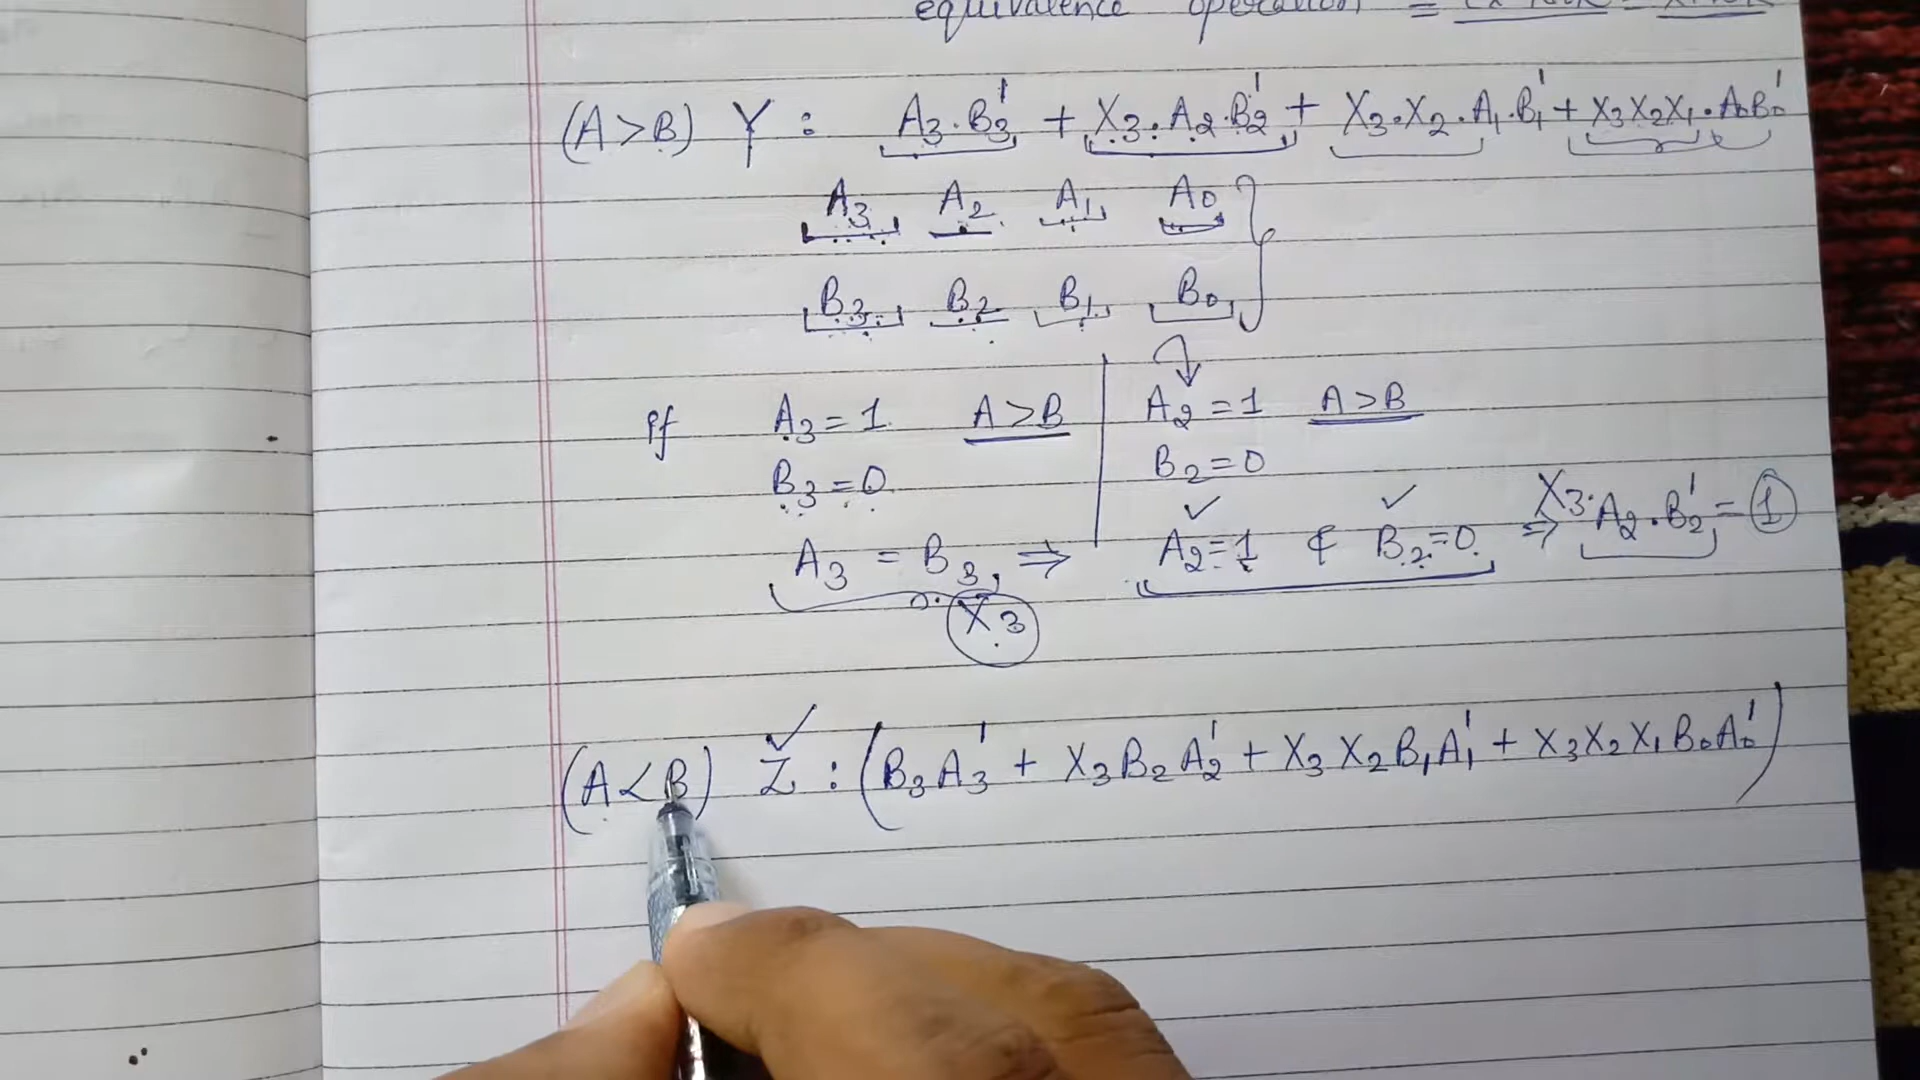 equivalence operation =
(A>B) Y : A3.B3' + X3.A2.B2' + X3.X2.A1.B1' + X3X2X1.A0B0'
A3 A2 A1 A0
B3 B2 B1 B0
If A3=1 A>B A2=1 A>B
B3=0 B2=0
A3 = B3 ⇒ A2=1 & B2=0 ⇒ X3.A2.B2'=1
X3
(A<B) Z : (B3A3' + X3B2A2' + X3X2B1A1' + X3X2X1B0A0')